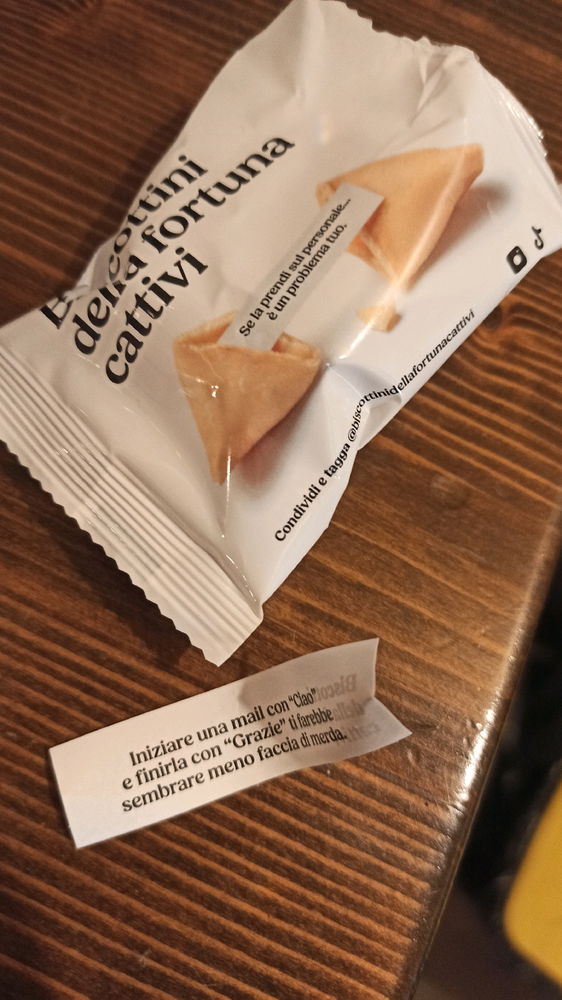 Biscottini
della fortuna
cattivi
Se la prendi sul personale...
è un problema tuo.
Condividi e tagga @biscottinidellafortunacattivi
Iniziare una mail con “Ciao”
e finirla con “Grazie” ti farebbe
sembrare meno faccia di merda.